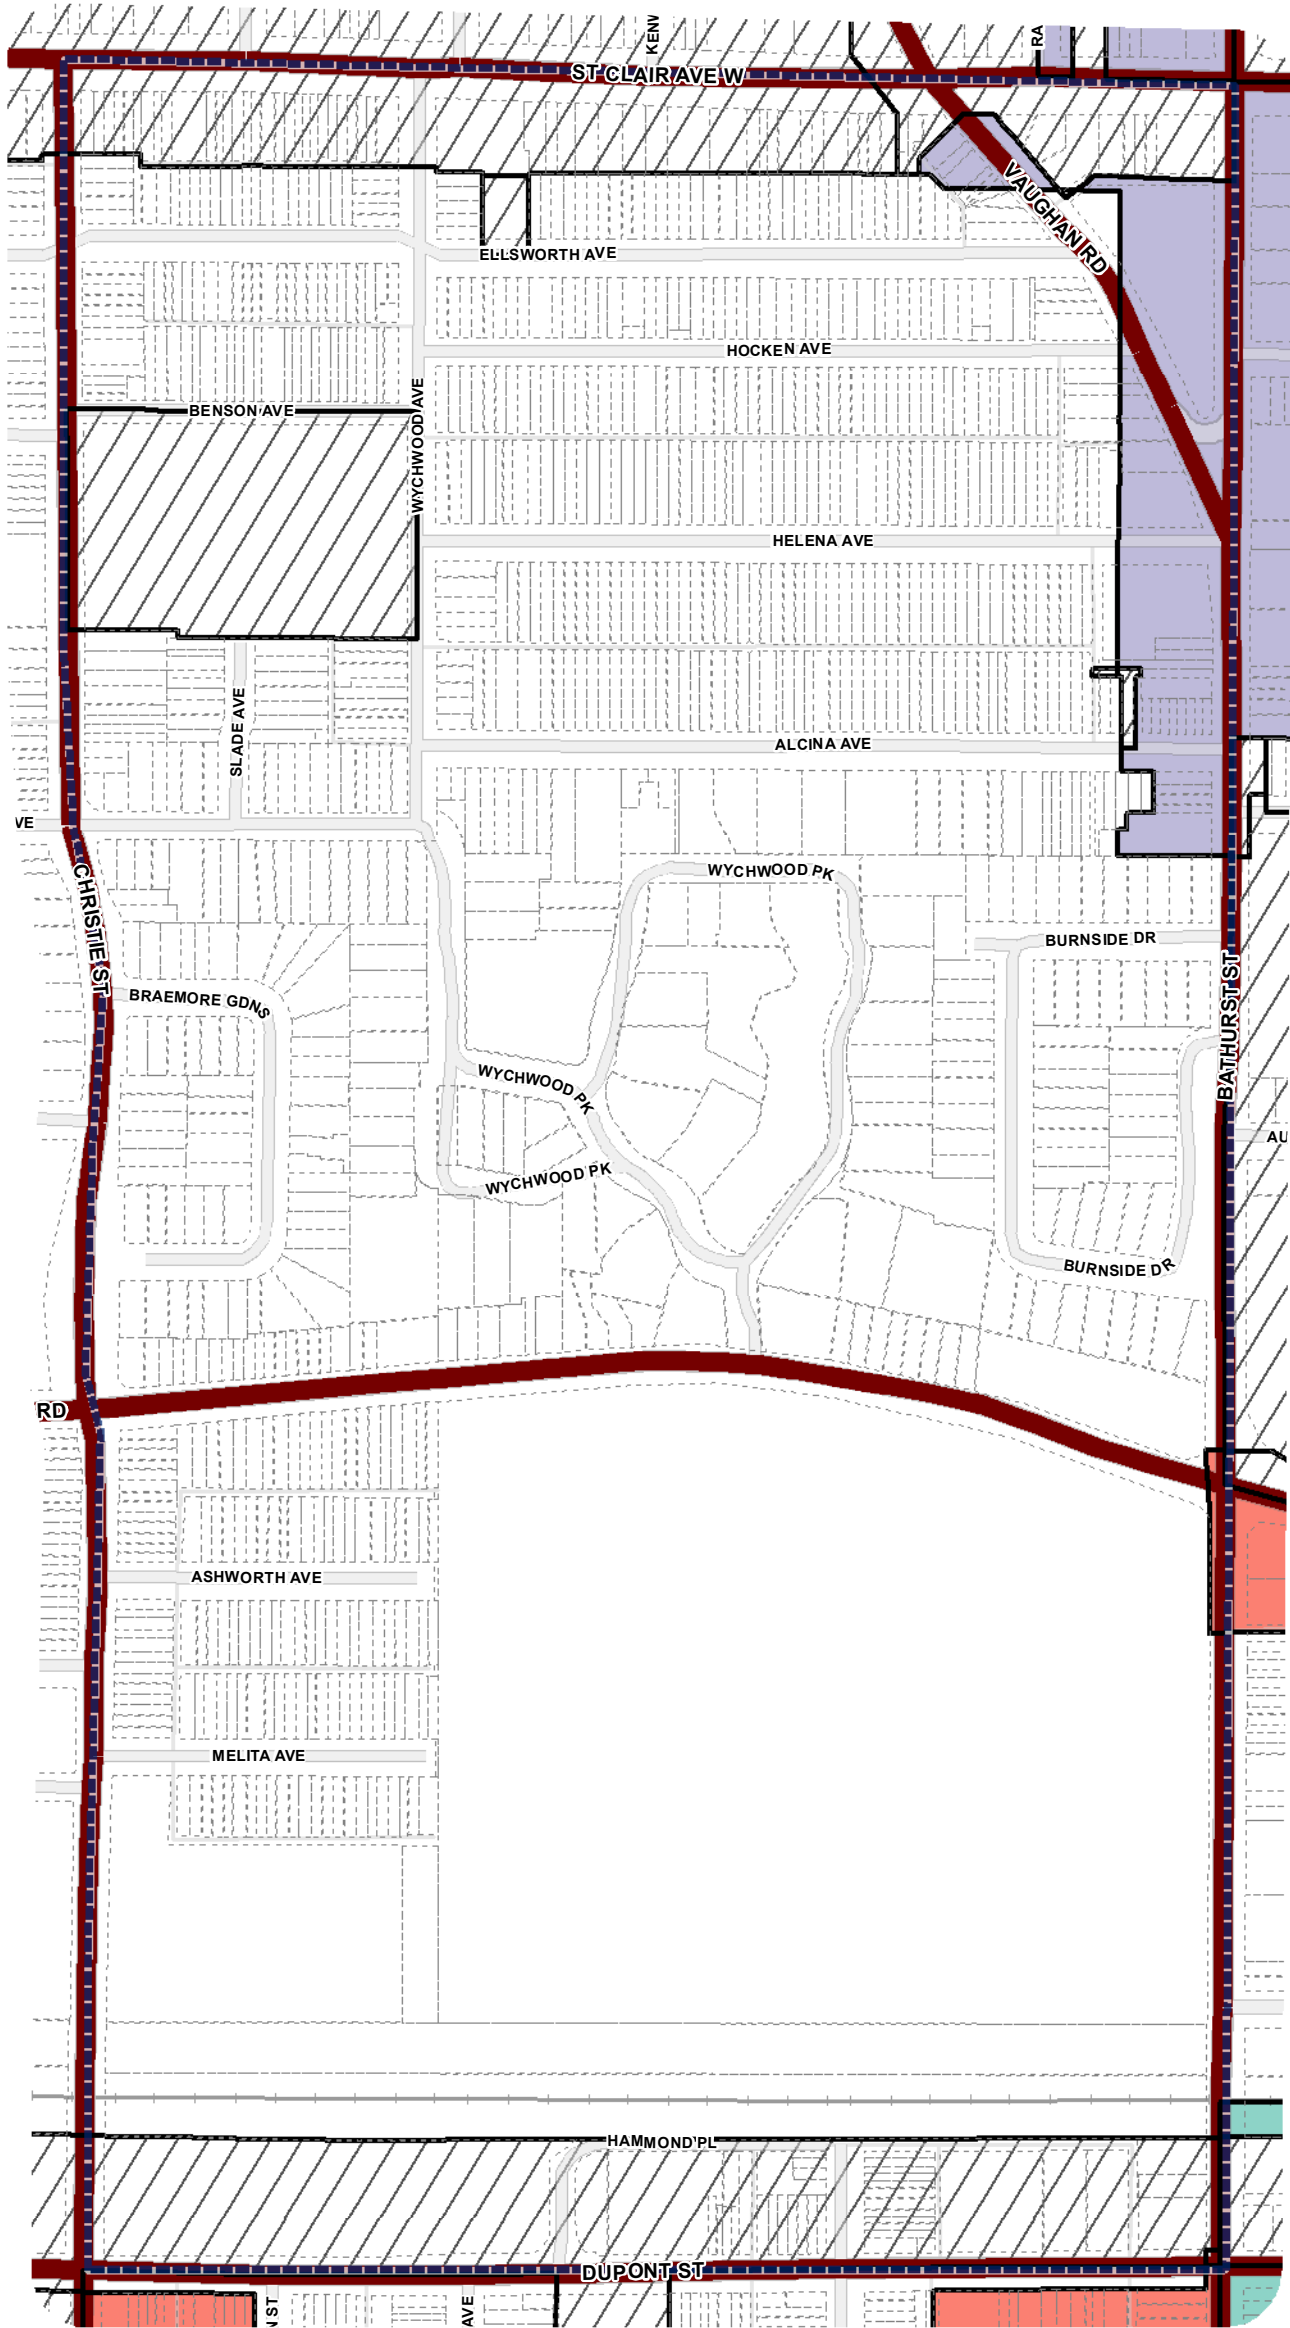 KENW
RA
ST CLAIR AVE W
VAUGHAN RD
ELLSWORTH AVE
HOCKEN AVE
BENSON AVE
WYCHWOOD AVE
HELENA AVE
SLADE AVE
ALCINA AVE
VE
CHRISTIE ST
WYCHWOOD PK
BURNSIDE DR
BATHURST ST
BRAEMORE GDNS
WYCHWOOD PK
AU
WYCHWOOD PK
BURNSIDE DR
RD
ASHWORTH AVE
MELITA AVE
HAMMOND PL
DUPONT ST
N ST
AVE